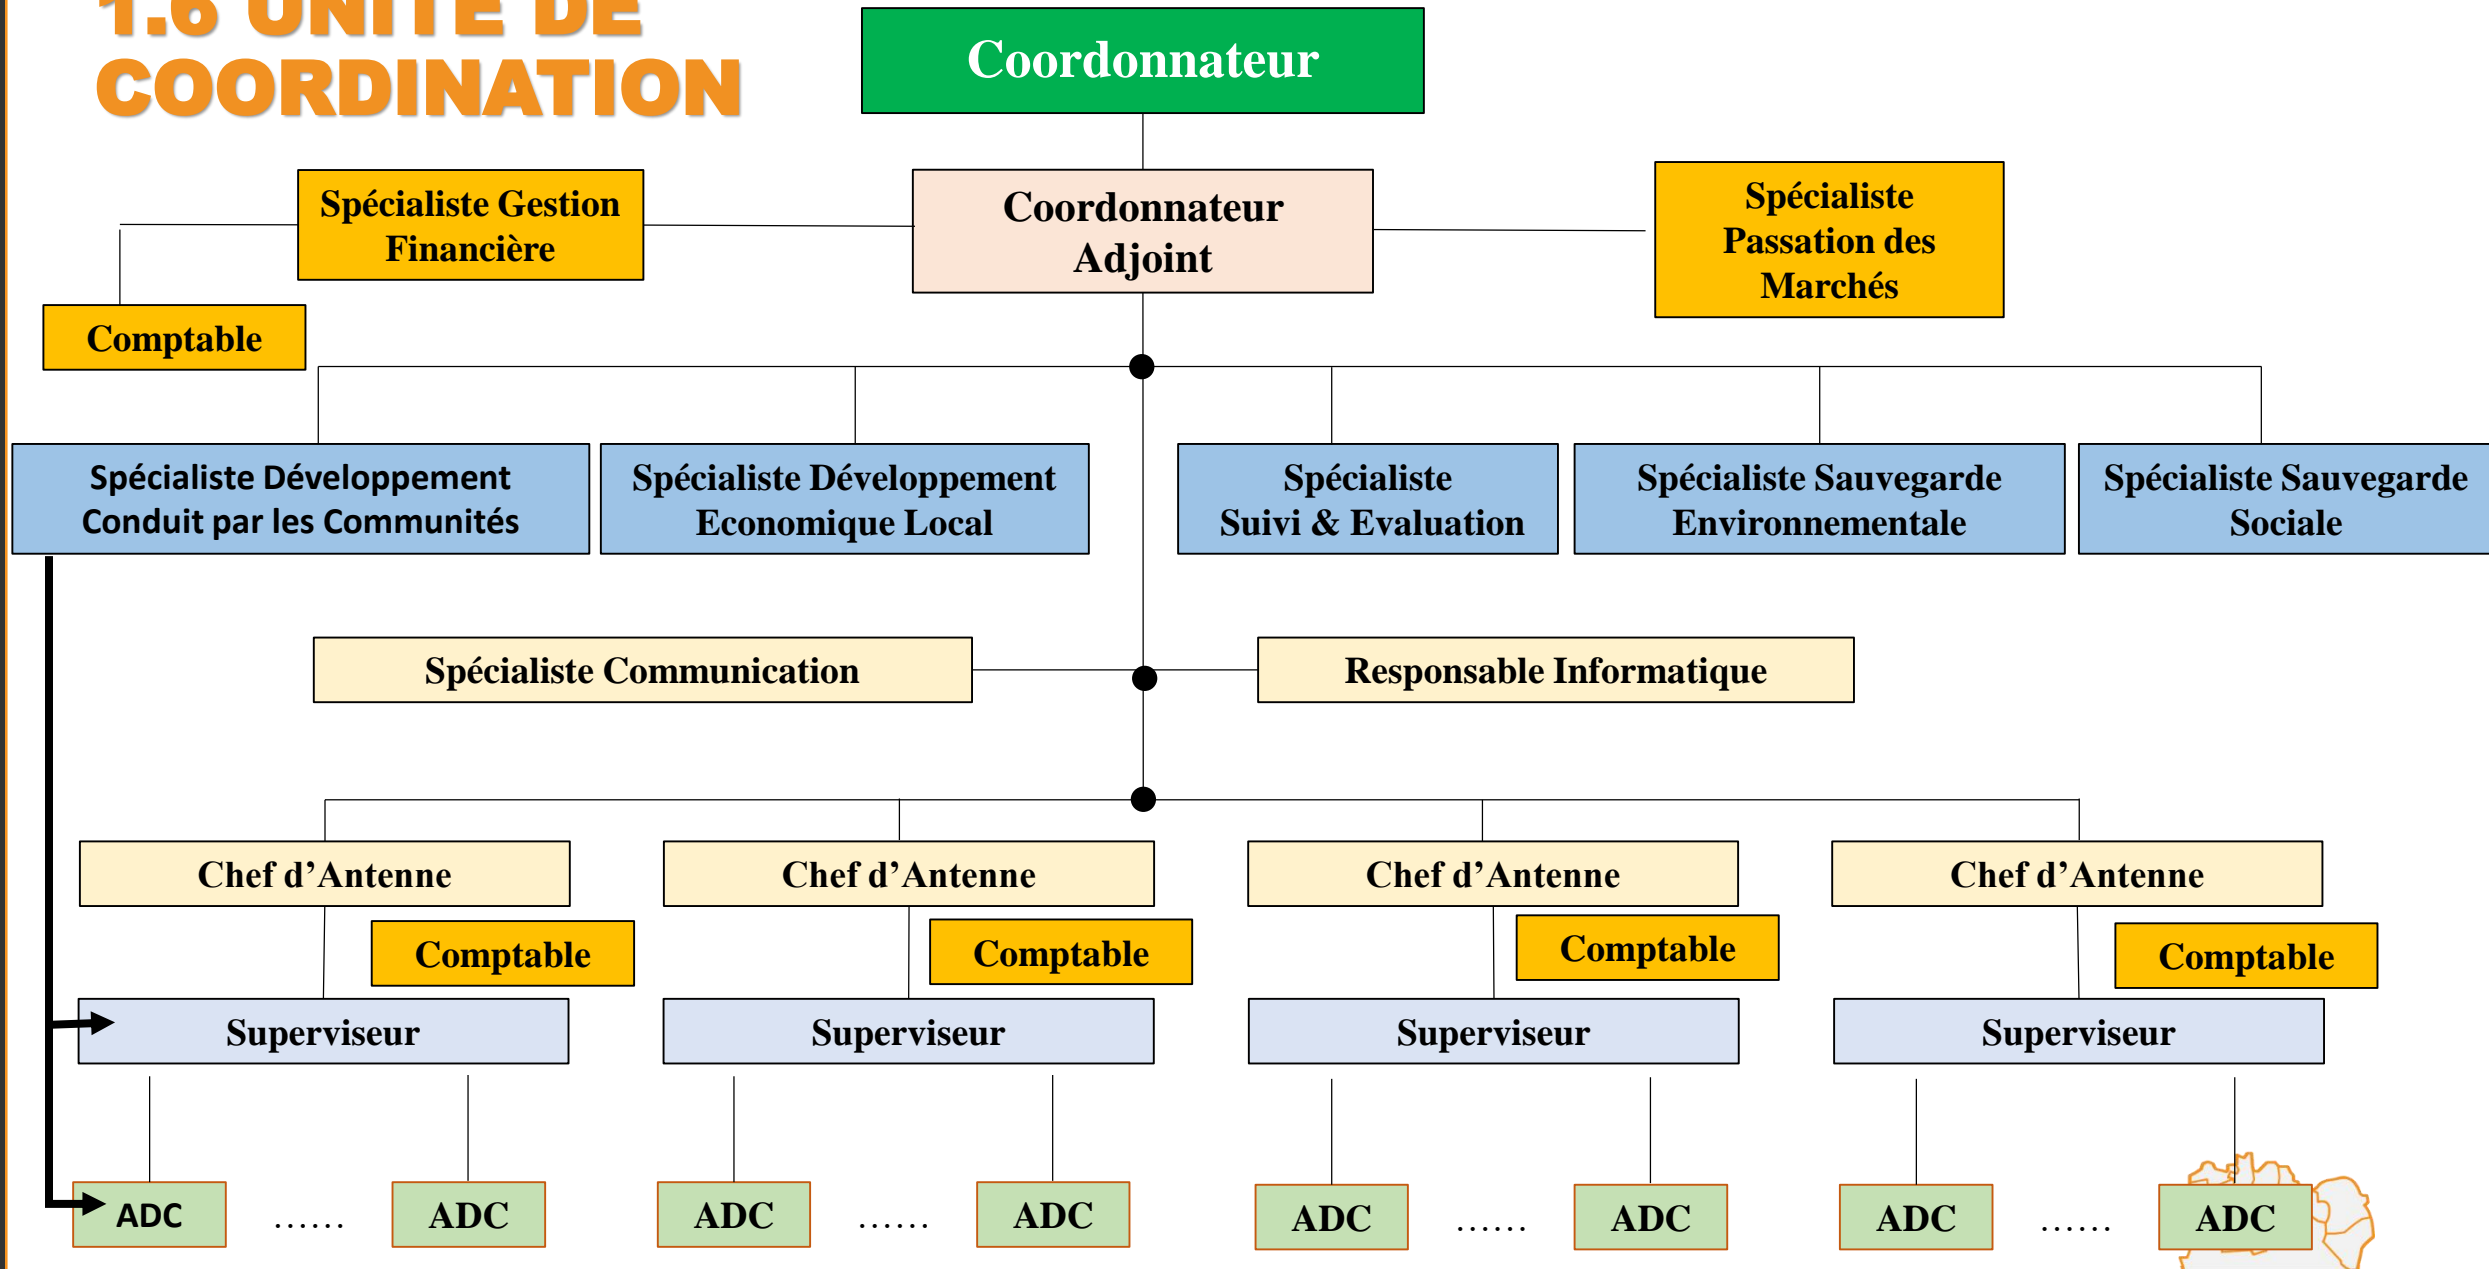 1.6 UNITE DE
COORDINATION
Coordonnateur
Spécialiste Gestion
Financière
Coordonnateur
Adjoint
Spécialiste
Passation des
Marchés
Comptable
Spécialiste Développement
Conduit par les Communités
Spécialiste Développement
Economique Local
Spécialiste
Suivi & Evaluation
Spécialiste Sauvegarde
Environnementale
Spécialiste Sauvegarde
Sociale
Spécialiste Communication
Responsable Informatique
Chef d’Antenne
Chef d’Antenne
Chef d’Antenne
Chef d’Antenne
Comptable
Comptable
Comptable
Comptable
Superviseur
Superviseur
Superviseur
Superviseur
ADC
……
ADC
ADC
……
ADC
ADC
……
ADC
ADC
……
ADC